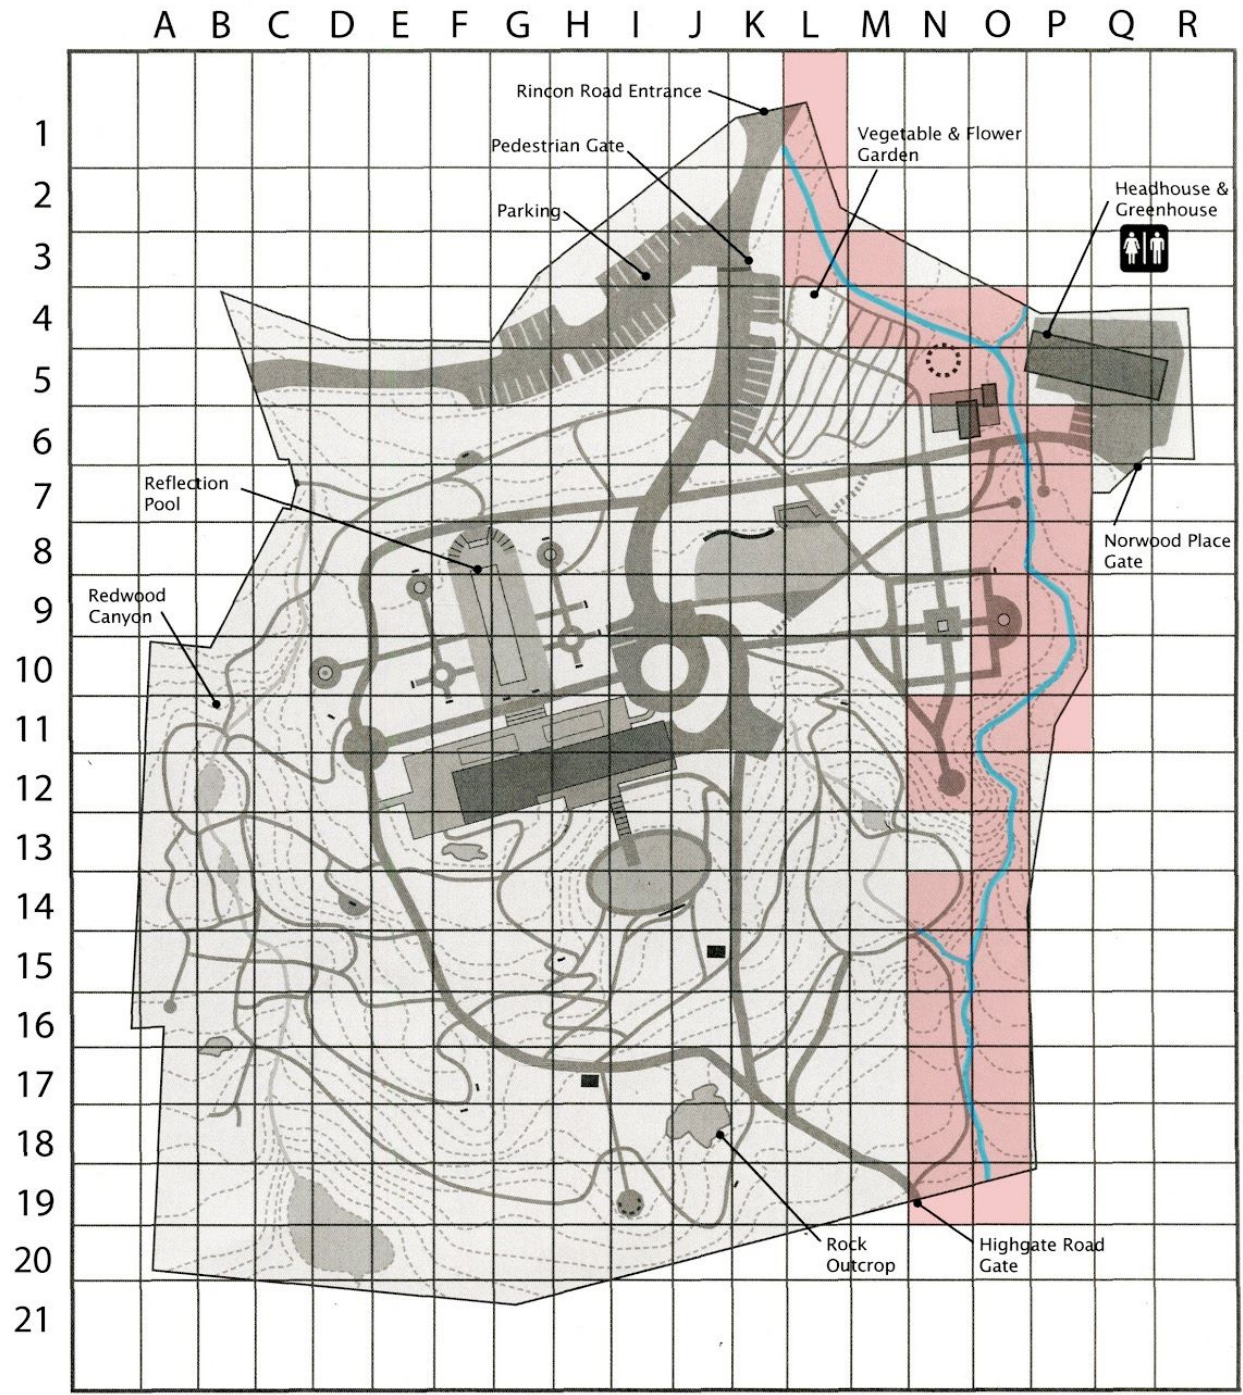 A B C D E F G H I J K L M N O P Q R
Rincon Road Entrance
1
Vegetable & Flower
Garden
Pedestrian Gate
2
Headhouse &
Greenhouse
Parking
3
4
5
6
Reflection
Pool
7
8
Norwood Place
Gate
Redwood
Canyon
9
10
11
12
13
14
15
16
17
18
19
Rock
Outcrop
Highgate Road
Gate
20
21